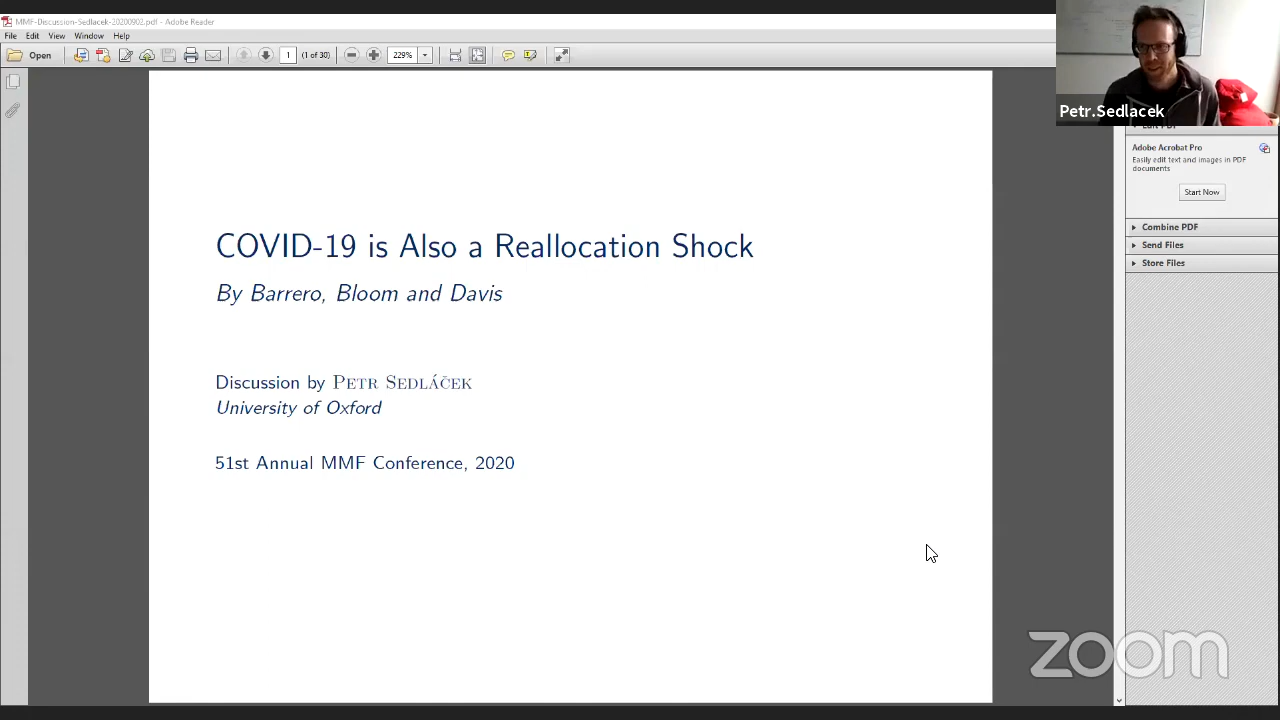 MMF-Discussion-Sedlacek-20200902.pdf - Adobe Reader
File Edit View Window Help
Open 1 (1 of 30) 229%
Petr.Sedlacek
Edit PDF
Adobe Acrobat Pro
Easily edit text and images in PDF
documents
Start Now
Combine PDF
Send Files
Store Files
COVID-19 is Also a Reallocation Shock
By Barrero, Bloom and Davis
Discussion by Petr Sedláček
University of Oxford
51st Annual MMF Conference, 2020
zoom